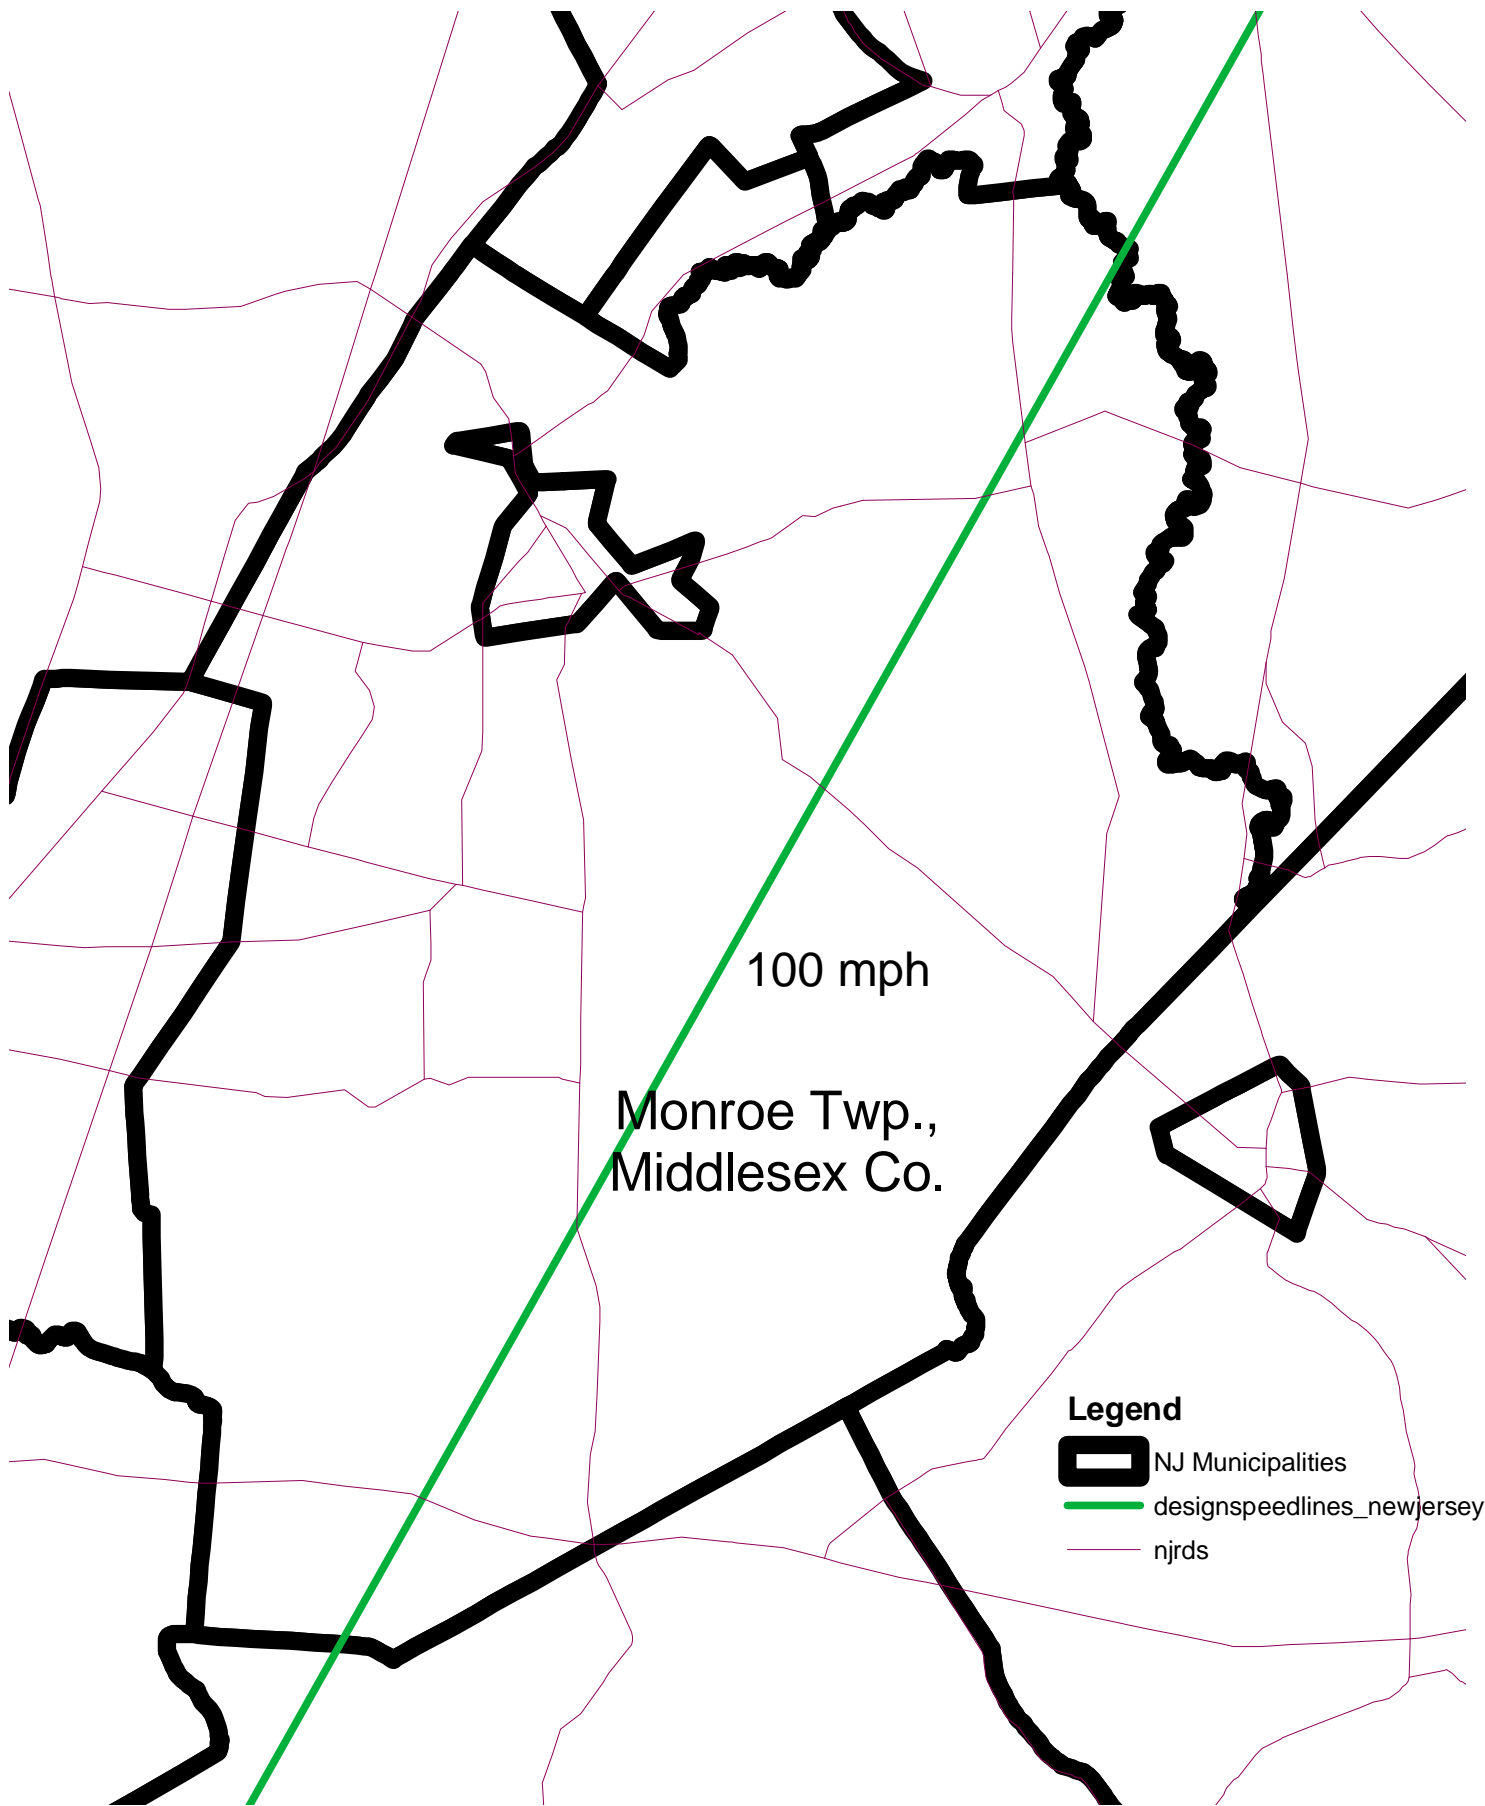 100 mph
Monroe Twp.,
Middlesex Co.
Legend
NJ Municipalities
designspeedlines_newjersey
njrds